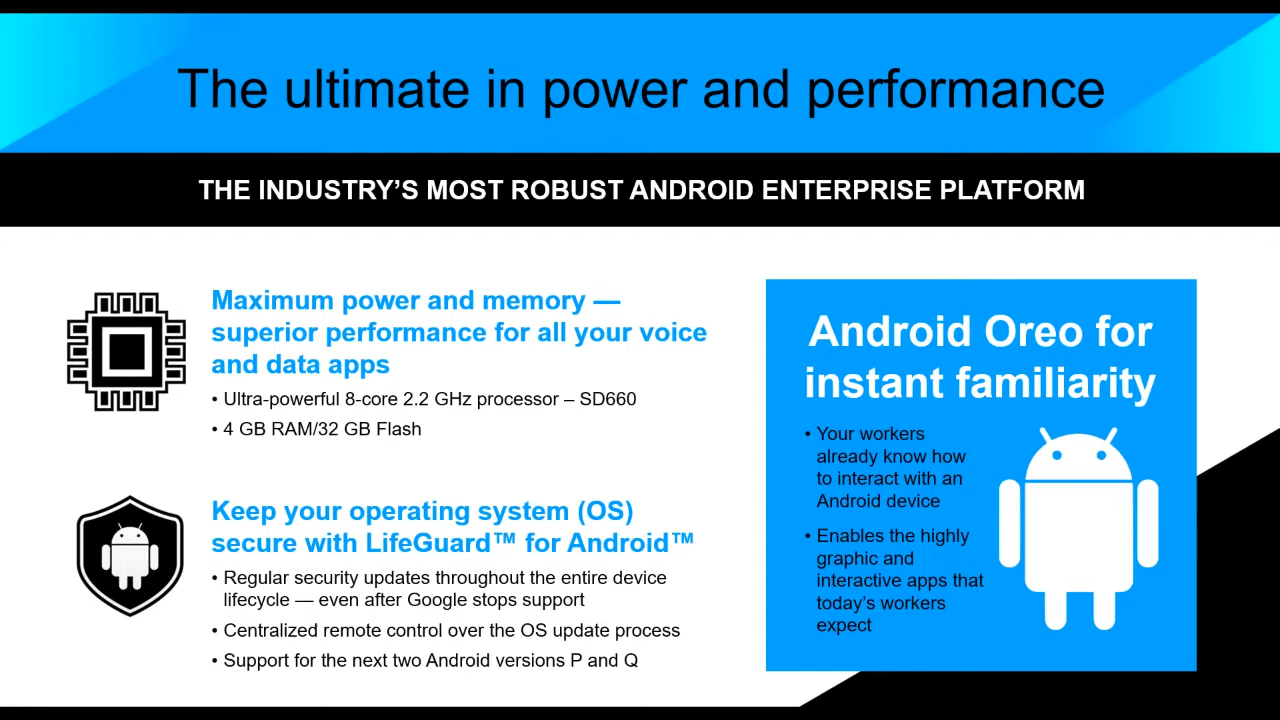 The ultimate in power and performance
THE INDUSTRY’S MOST ROBUST ANDROID ENTERPRISE PLATFORM
Maximum power and memory —
superior performance for all your voice
and data apps
• Ultra-powerful 8-core 2.2 GHz processor – SD660
• 4 GB RAM/32 GB Flash
Keep your operating system (OS)
secure with LifeGuard™ for Android™
• Regular security updates throughout the entire device
lifecycle — even after Google stops support
• Centralized remote control over the OS update process
• Support for the next two Android versions P and Q
Android Oreo for
instant familiarity
• Your workers
already know how
to interact with an
Android device
• Enables the highly
graphic and
interactive apps that
today’s workers
expect